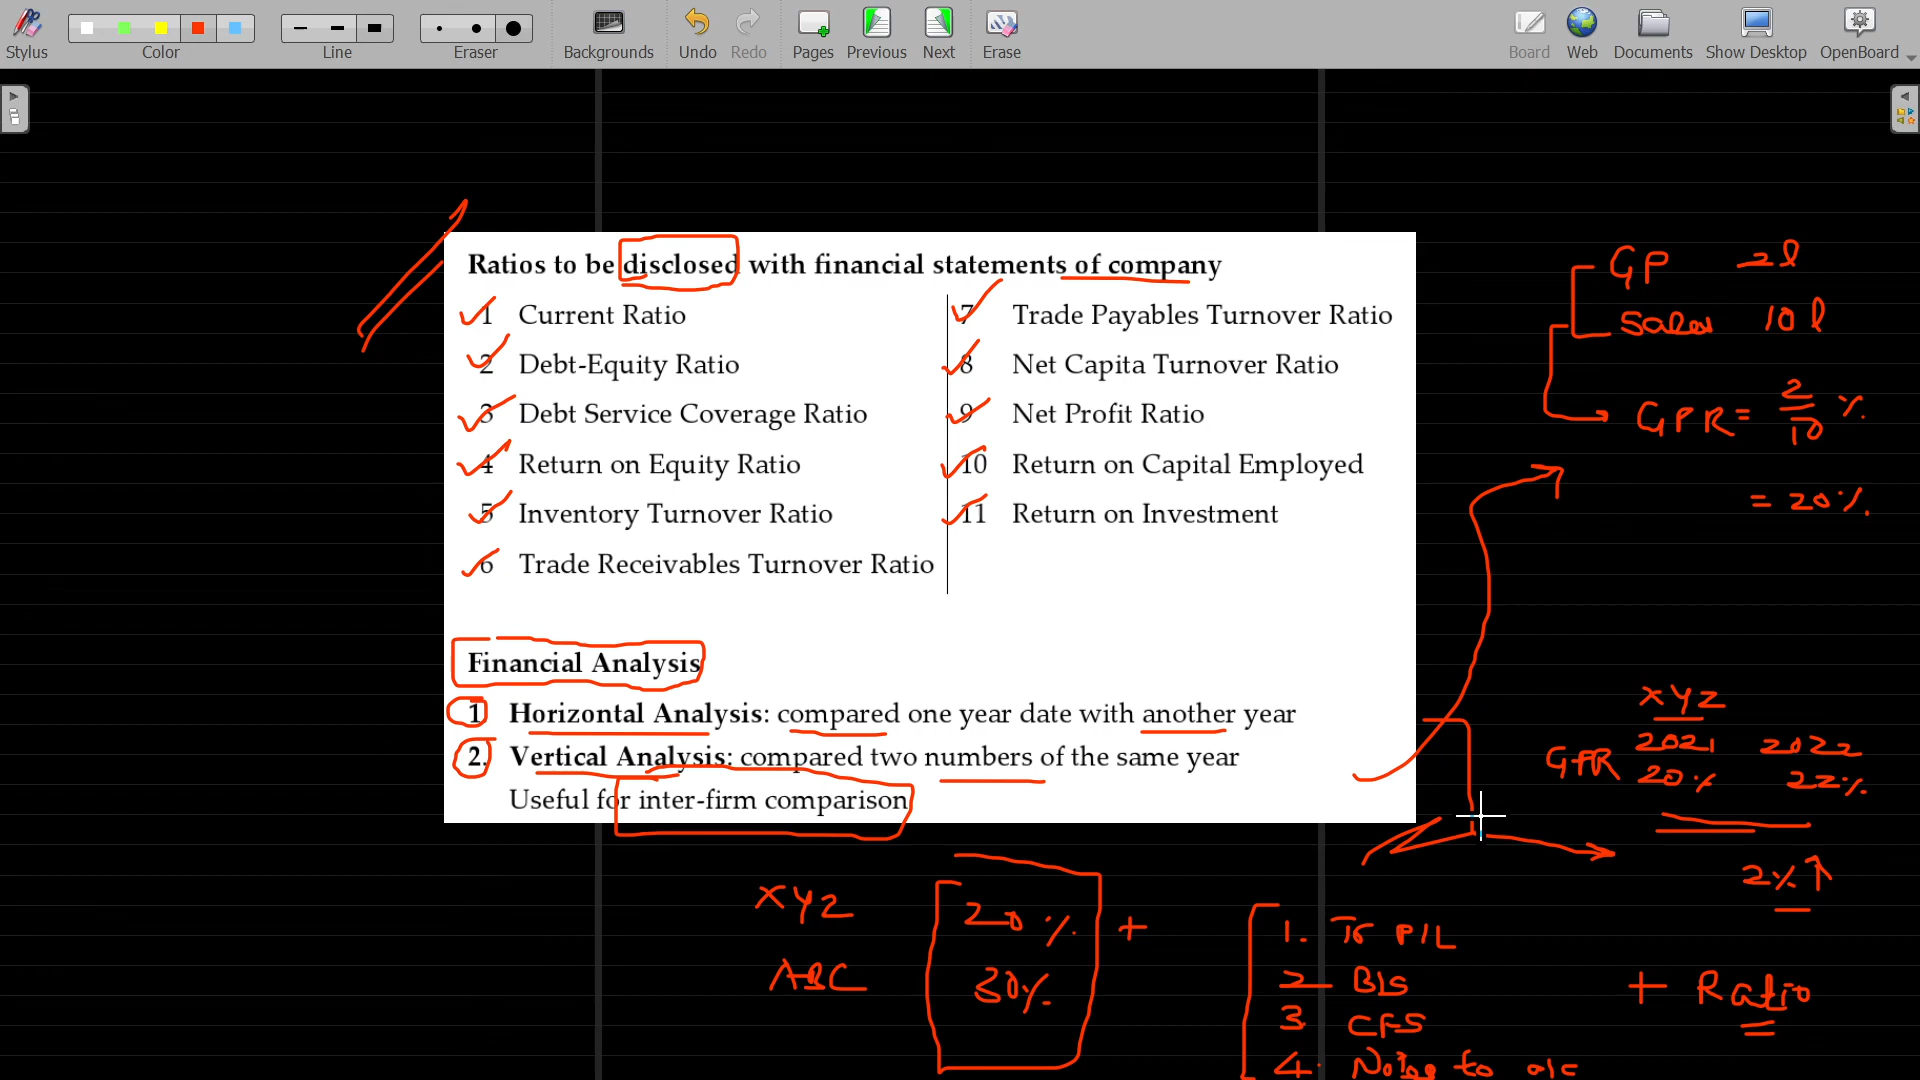 Stylus
Color
Line
Eraser
Backgrounds
Undo
Redo
Pages
Previous
Next
Erase
Board
Web
Documents
Show Desktop
OpenBoard
Ratios to be disclosed with financial statements of company
1 Current Ratio
2 Debt-Equity Ratio
3 Debt Service Coverage Ratio
4 Return on Equity Ratio
5 Inventory Turnover Ratio
6 Trade Receivables Turnover Ratio
7 Trade Payables Turnover Ratio
8 Net Capita Turnover Ratio
9 Net Profit Ratio
10 Return on Capital Employed
11 Return on Investment
Financial Analysis
1 Horizontal Analysis: compared one year date with another year
2. Vertical Analysis: compared two numbers of the same year
Useful for inter-firm comparison
GP 2l
Sales 10l
GPR = 2/10 %
= 20%.
XYZ
2021 2022
GPR 20% 22%
2% ↑
XYZ 20% +
ABC 30%
1. Tr P/L
2 B/S
3 CFS
4. Notes to a/c
+ Ratio